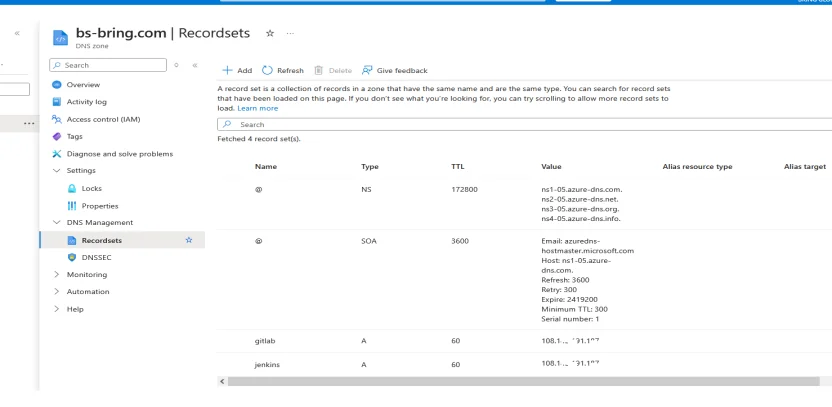 bs-bring.com | Recordsets
DNS zone
Search
Add
Refresh
Delete
Give feedback
Overview
Activity log
Access control (IAM)
Tags
Diagnose and solve problems
Settings
Locks
Properties
DNS Management
Recordsets
DNSSEC
Monitoring
Automation
Help
A record set is a collection of records in a zone that have the same name and are the same type. You can search for record sets
that have been loaded on this page. If you don't see what you're looking for, you can try scrolling to allow more record sets to
load. Learn more
Search
Fetched 4 record set(s).
Name Type TTL Value Alias resource type Alias target
@ NS 172800 ns1-05.azure-dns.com.
ns2-05.azure-dns.net.
ns3-05.azure-dns.org.
ns4-05.azure-dns.info.
@ SOA 3600 Email: azuredns-
hostmaster.microsoft.com
Host: ns1-05.azure-
dns.com.
Refresh: 3600
Retry: 300
Expire: 2419200
Minimum TTL: 300
Serial number: 1
gitlab A 60
jenkins A 60